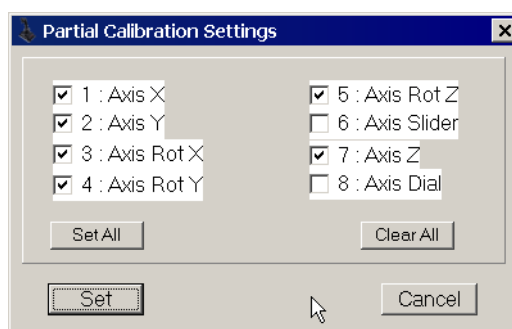 Partial Calibration Settings
1 : Axis X
2 : Axis Y
3 : Axis Rot X
4 : Axis Rot Y
5 : Axis Rot Z
6 : Axis Slider
7 : Axis Z
8 : Axis Dial
Set All
Clear All
Set
Cancel